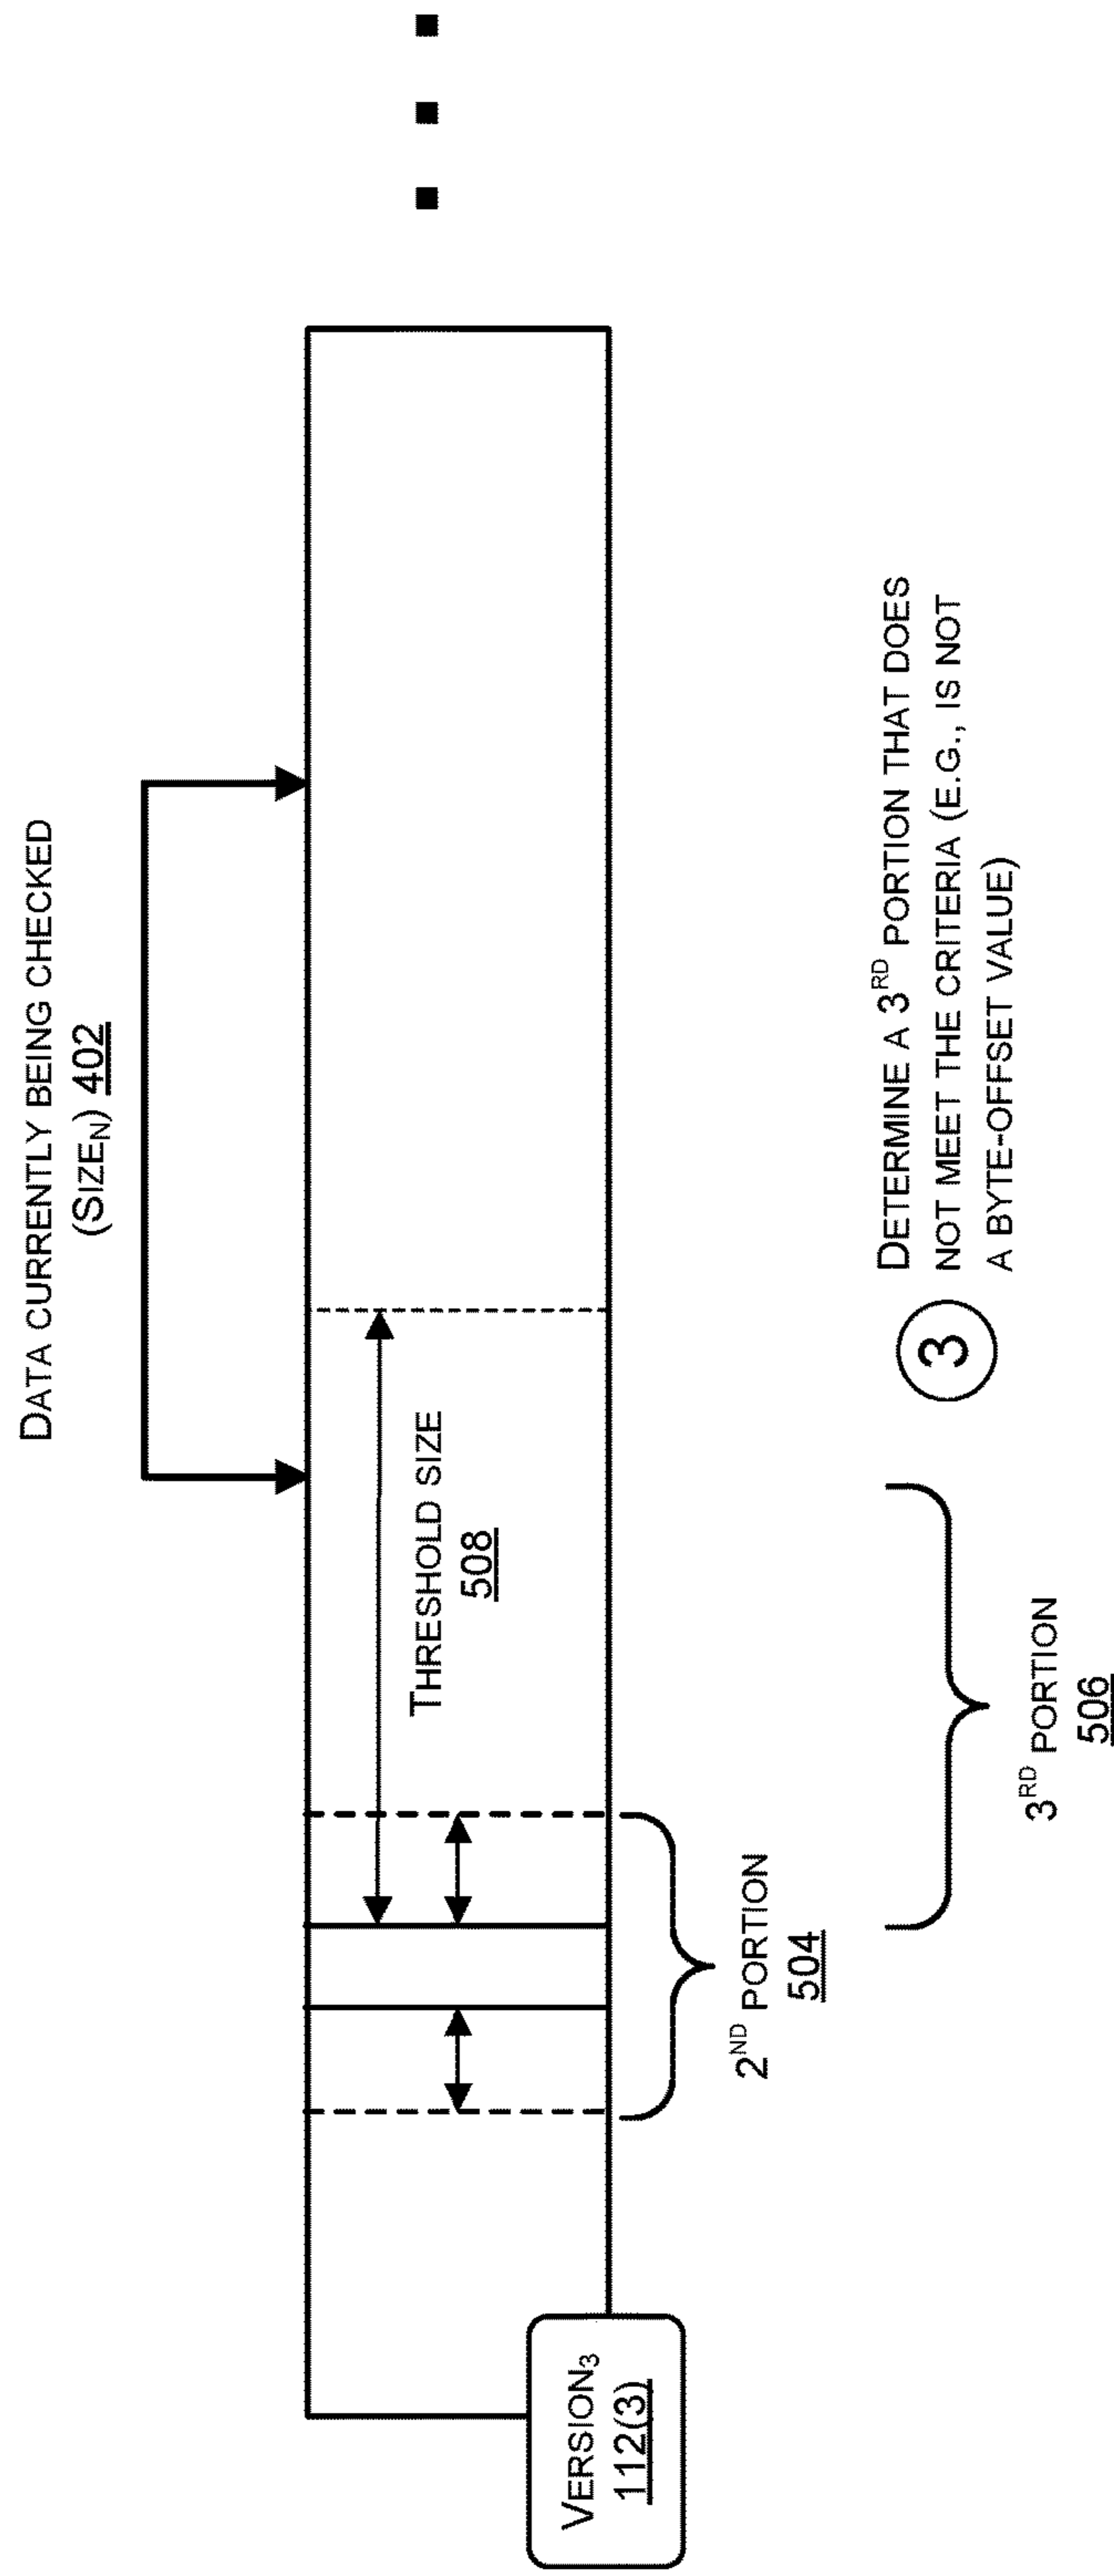 DATA CURRENTLY BEING CHECKED
(SIZEN) 402
THRESHOLD SIZE
508
VERSION3
112(3)
2ND PORTION
504
3RD PORTION
506
3
DETERMINE A 3RD PORTION THAT DOES
NOT MEET THE CRITERIA (E.G., IS NOT
A BYTE-OFFSET VALUE)